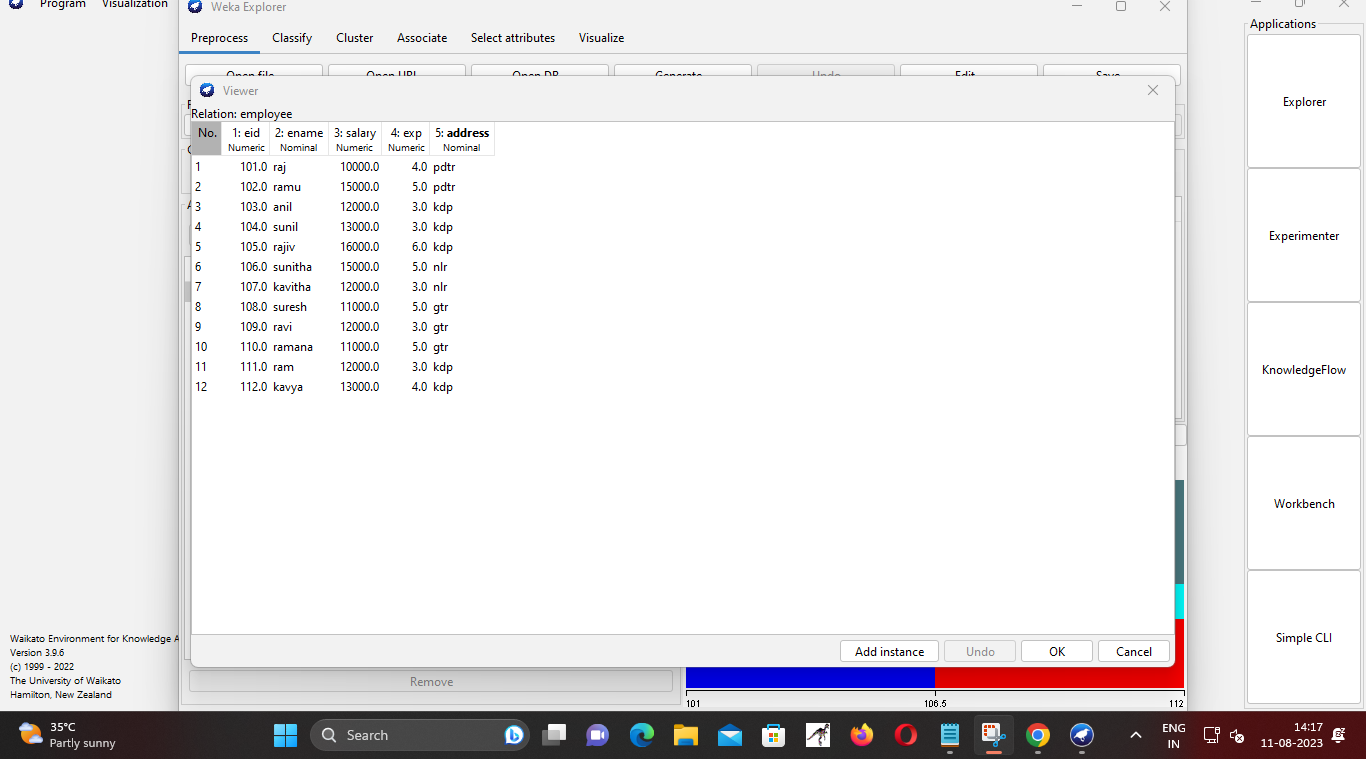 Program Visualization
Weka Explorer
Preprocess Classify Cluster Associate Select attributes Visualize
Open file... Open URL... Open DB... Generate... Undo Edit... Save...
Viewer
Relation: employee
No. 1: eid 2: ename 3: salary 4: exp 5: address
Numeric Nominal Numeric Numeric Nominal
1 101.0 raj 10000.0 4.0 pdtr
2 102.0 ramu 15000.0 5.0 pdtr
3 103.0 anil 12000.0 3.0 kdp
4 104.0 sunil 13000.0 3.0 kdp
5 105.0 rajiv 16000.0 6.0 kdp
6 106.0 sunitha 15000.0 5.0 nlr
7 107.0 kavitha 12000.0 3.0 nlr
8 108.0 suresh 11000.0 5.0 gtr
9 109.0 ravi 12000.0 3.0 gtr
10 110.0 ramana 11000.0 5.0 gtr
11 111.0 ram 12000.0 3.0 kdp
12 112.0 kavya 13000.0 4.0 kdp
Add instance Undo OK Cancel
Remove
101 106.5 112
Applications
Explorer
Experimenter
KnowledgeFlow
Workbench
Simple CLI
Waikato Environment for Knowledge A
Version 3.9.6
(c) 1999 - 2022
The University of Waikato
Hamilton, New Zealand
35°C
Partly sunny
Search
ENG
IN
14:17
11-08-2023